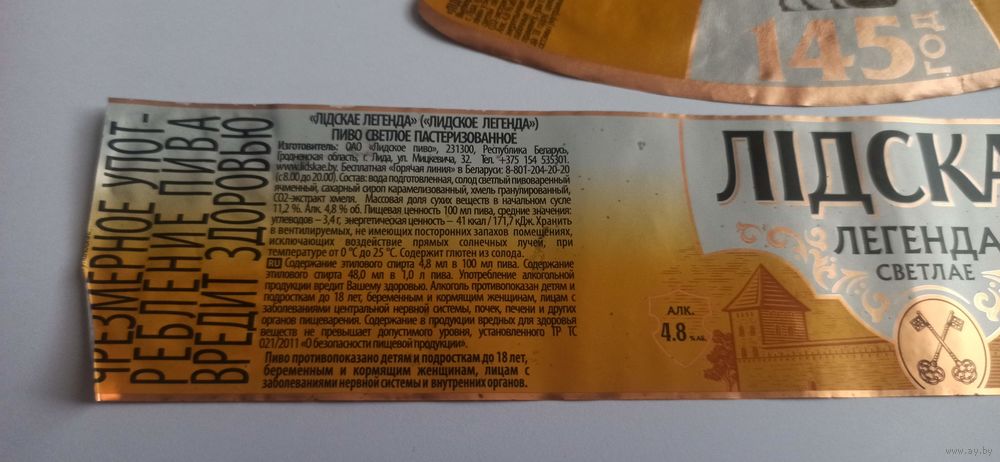 145
ГОД
ЧРЕЗМЕРНОЕ УПОТ-
РЕБЛЕНИЕ ПИВА
ВРЕДИТ ЗДОРОВЬЮ
«ЛІДСКАЕ ЛЕГЕНДА» («ЛИДСКОЕ ЛЕГЕНДА»)
ПИВО СВЕТЛОЕ ПАСТЕРИЗОВАННОЕ
Изготовитель: ОАО «Лидское пиво», 231300, Республика Беларусь,
Гродненская область, г. Лида, ул. Мицкевича, 32. Тел. +375 154 535301.
www.lidskae.by. Бесплатная «Горячая линия» в Беларуси: 8-801-204-20-20
(с 8.00 до 20.00). Состав: вода подготовленная, солод светлый пивоваренный
ячменный, сахарный сироп карамелизованный, хмель гранулированный,
CO2-экстракт хмеля. Массовая доля сухих веществ в начальном сусле
11,2 %. Алк. 4,8 % об. Пищевая ценность 100 мл пива, средние значения:
углеводов – 3,4 г, энергетическая ценность – 41 ккал / 171,7 кДж. Хранить
в вентилируемых, не имеющих посторонних запахов помещениях,
исключающих воздействие прямых солнечных лучей, при
температуре от 0 °С до 25 °С. Содержит глютен из солода.
RU Содержание этилового спирта 4,8 мл в 100 мл пива. Содержание
этилового спирта 48,0 мл в 1,0 л пива. Употребление алкогольной
продукции вредит Вашему здоровью. Алкоголь противопоказан детям и
подросткам до 18 лет, беременным и кормящим женщинам, лицам с
заболеваниями центральной нервной системы, почек, печени и других
органов пищеварения. Содержание в продукции вредных для здоровья
веществ не превышает допустимого уровня, установленного ТР ТС
021/2011 «О безопасности пищевой продукции».
Пиво противопоказано детям и подросткам до 18 лет,
беременным и кормящим женщинам, лицам с
заболеваниями нервной системы и внутренних органов.
ЛІДСКА
ЛЕГЕНДА
СВЕТЛАЕ
АЛК.
4.8 % АБ.
www.ay.by